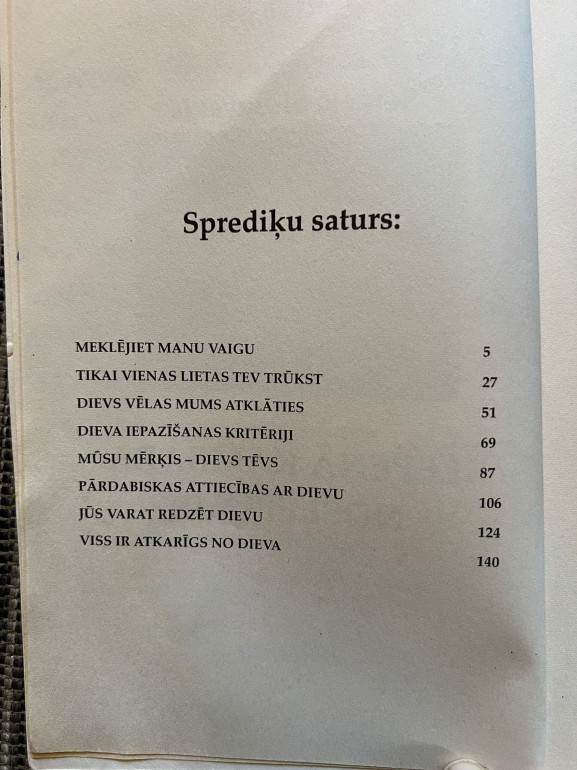 Sprediķu saturs:
MEKLĒJIET MANU VAIGU 5
TIKAI VIENAS LIETAS TEV TRŪKST 27
DIEVS VĒLAS MUMS ATKLĀTIES 51
DIEVA IEPAZĪŠANAS KRITĒRIJI 69
MŪSU MĒRĶIS – DIEVS TĒVS 87
PĀRDABISKAS ATTIECĪBAS AR DIEVU 106
JŪS VARAT REDZĒT DIEVU 124
VISS IR ATKARĪGS NO DIEVA 140